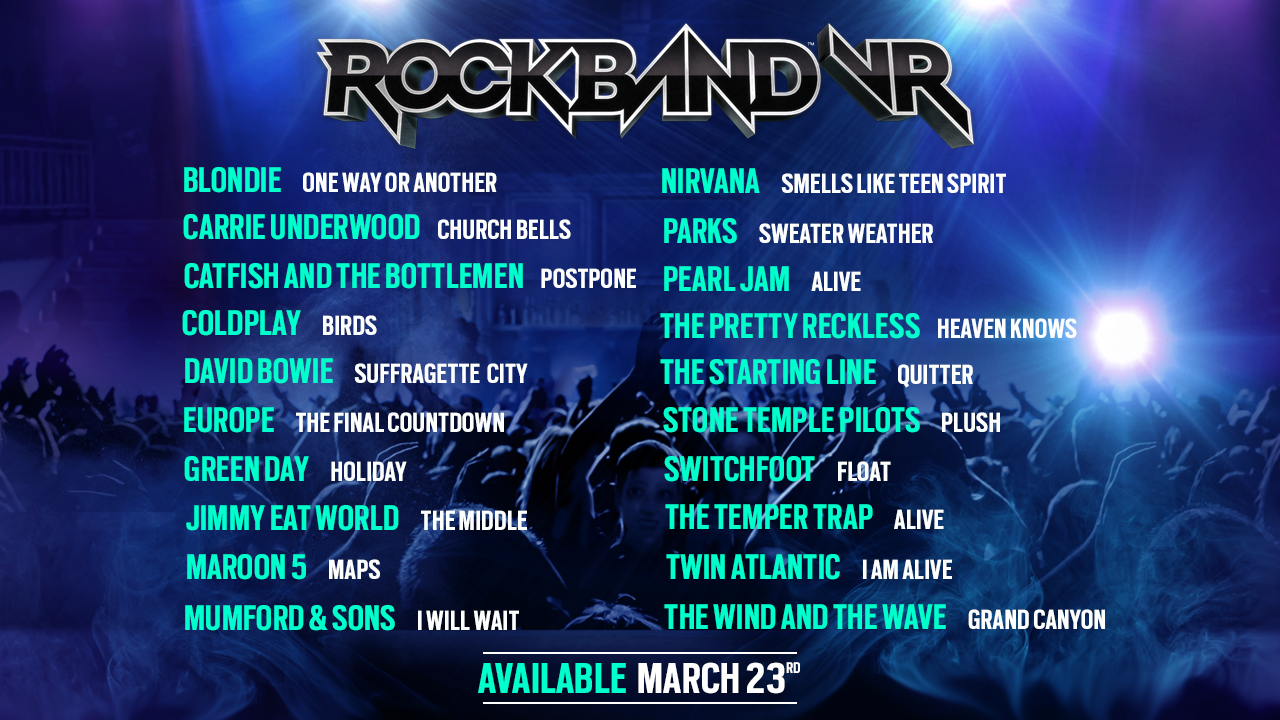 ROCKBAND VR™
BLONDIE ONE WAY OR ANOTHER
CARRIE UNDERWOOD CHURCH BELLS
CATFISH AND THE BOTTLEMEN POSTPONE
COLDPLAY BIRDS
DAVID BOWIE SUFFRAGETTE CITY
EUROPE THE FINAL COUNTDOWN
GREEN DAY HOLIDAY
JIMMY EAT WORLD THE MIDDLE
MAROON 5 MAPS
MUMFORD & SONS I WILL WAIT
NIRVANA SMELLS LIKE TEEN SPIRIT
PARKS SWEATER WEATHER
PEARL JAM ALIVE
THE PRETTY RECKLESS HEAVEN KNOWS
THE STARTING LINE QUITTER
STONE TEMPLE PILOTS PLUSH
SWITCHFOOT FLOAT
THE TEMPER TRAP ALIVE
TWIN ATLANTIC I AM ALIVE
THE WIND AND THE WAVE GRAND CANYON
AVAILABLE MARCH 23RD